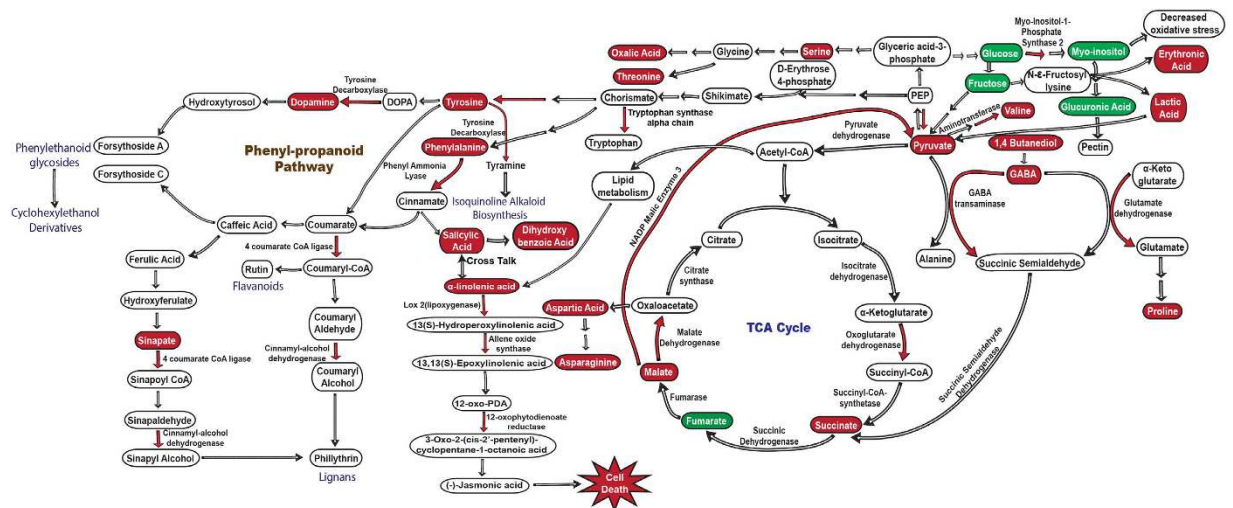 Oxalic Acid
Glycine
Serine
Glyceric acid-3-
phosphate
Glucose
Myo-Inositol-1-
Phosphate
Synthase 2
Myo-inositol
Decreased
oxidative stress
Erythronic
Acid
Threonine
D-Erythrose
4-phosphate
Fructose
N-ε-Fructosyl
lysine
Hydroxytyrosol
Dopamine
Tyrosine
Decarboxylase
DOPA
Tyrosine
Chorismate
Shikimate
PEP
Glucuronic Acid
Lactic
Acid
Aminotransferase
Valine
Tryptophan synthase
alpha chain
Tryptophan
Pyruvate
dehydrogenase
Pyruvate
Pectin
Forsythoside A
Phenylethanoid
glycosides
Phenyl-propanoid
Pathway
Tyrosine
Decarboxylase
Phenylalanine
Tyramine
Acetyl-CoA
1,4 Butanediol
GABA
Forsythoside C
Phenyl Ammonia
Lyase
Cinnamate
Isoquinoline Alkaloid
Biosynthesis
Lipid
metabolism
NADP Malic Enzyme 3
GABA
transaminase
α-Keto
glutarate
Glutamate
dehydrogenase
Cyclohexylethanol
Derivatives
Caffeic Acid
Coumarate
Salicylic
Acid
Dihydroxy
benzoic Acid
Citrate
Isocitrate
Alanine
Glutamate
Succinic Semialdehyde
Ferulic Acid
4 coumarate CoA ligase
Cross Talk
Rutin
Coumaryl-CoA
Flavanoids
α-linolenic acid
Citrate
synthase
Isocitrate
dehydrogenase
Hydroxyferulate
Lox 2(lipoxygenase)
Aspartic Acid
Oxaloacetate
TCA Cycle
α-Ketoglutarate
Proline
Coumaryl
Aldehyde
13(S)-Hydroperoxylinolenic acid
Malate
Dehydrogenase
Oxoglutarate
dehydrogenase
Sinapate
Cinnamyl-alcohol
dehydrogenase
Allene oxide
synthase
4 coumarate CoA ligase
13,13(S)-Epoxylinolenic acid
Asparaginine
Malate
Succinyl-CoA
Succinic Semialdehyde
Dehydrogenase
Sinapoyl CoA
Coumaryl
Alcohol
12-oxo-PDA
Fumarase
Succinyl-CoA-
synthetase
Sinapaldehyde
12-oxophytodienoate
reductase
Fumarate
Succinate
Cinnamyl-alcohol
dehydrogenase
3-Oxo-2-(cis-2'-pentenyl)-
cyclopentane-1-octanoic acid
Succinic
Dehydrogenase
Sinapyl Alcohol
Phillythrin
Lignans
(-)-Jasmonic acid
Cell
Death